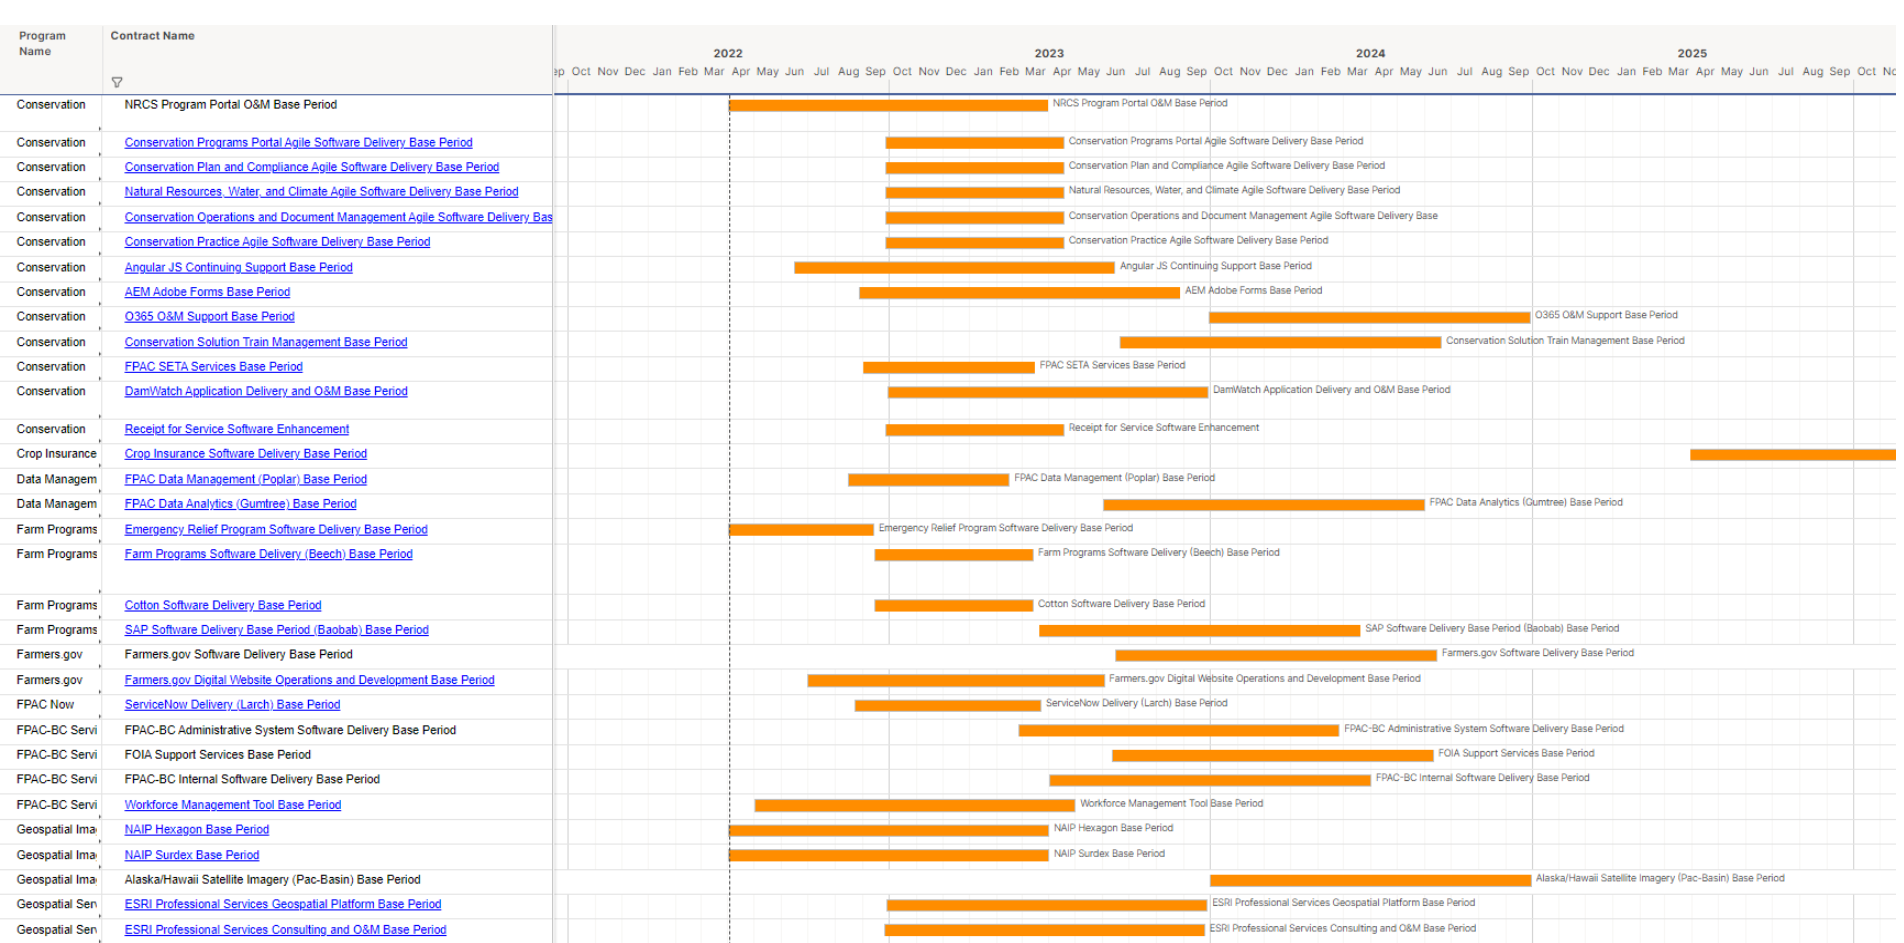 Program Name
Contract Name
2022 2023 2024 2025
Oct Nov Dec Jan Feb Mar Apr May Jun Jul Aug Sep Oct Nov Dec Jan Feb Mar Apr May Jun Jul Aug Sep Oct Nov Dec Jan Feb Mar Apr May Jun Jul Aug Sep Oct Nov Dec Jan Feb Mar Apr May Jun Jul Aug Sep Oct
Conservation NRCS Program Portal O&M Base Period NRCS Program Portal O&M Base Period
Conservation Conservation Programs Portal Agile Software Delivery Base Period Conservation Programs Portal Agile Software Delivery Base Period
Conservation Conservation Plan and Compliance Agile Software Delivery Base Period Conservation Plan and Compliance Agile Software Delivery Base Period
Conservation Natural Resources, Water, and Climate Agile Software Delivery Base Period Natural Resources, Water, and Climate Agile Software Delivery Base Period
Conservation Conservation Operations and Document Management Agile Software Delivery Bas Conservation Operations and Document Management Agile Software Delivery Base
Conservation Conservation Practice Agile Software Delivery Base Period Conservation Practice Agile Software Delivery Base Period
Conservation Angular JS Continuing Support Base Period Angular JS Continuing Support Base Period
Conservation AEM Adobe Forms Base Period AEM Adobe Forms Base Period
Conservation O365 O&M Support Base Period O365 O&M Support Base Period
Conservation Conservation Solution Train Management Base Period Conservation Solution Train Management Base Period
Conservation FPAC SETA Services Base Period FPAC SETA Services Base Period
Conservation DamWatch Application Delivery and O&M Base Period DamWatch Application Delivery and O&M Base Period
Conservation Receipt for Service Software Enhancement Receipt for Service Software Enhancement
Crop Insurance Crop Insurance Software Delivery Base Period
Data Managem FPAC Data Management (Poplar) Base Period FPAC Data Management (Poplar) Base Period
Data Managem FPAC Data Analytics (Gumtree) Base Period FPAC Data Analytics (Gumtree) Base Period
Farm Programs Emergency Relief Program Software Delivery Base Period Emergency Relief Program Software Delivery Base Period
Farm Programs Farm Programs Software Delivery (Beech) Base Period Farm Programs Software Delivery (Beech) Base Period
Farm Programs Cotton Software Delivery Base Period Cotton Software Delivery Base Period
Farm Programs SAP Software Delivery Base Period (Baobab) Base Period SAP Software Delivery Base Period (Baobab) Base Period
Farmers.gov Farmers.gov Software Delivery Base Period Farmers.gov Software Delivery Base Period
Farmers.gov Farmers.gov Digital Website Operations and Development Base Period Farmers.gov Digital Website Operations and Development Base Period
FPAC Now ServiceNow Delivery (Larch) Base Period ServiceNow Delivery (Larch) Base Period
FPAC-BC Servi FPAC-BC Administrative System Software Delivery Base Period FPAC-BC Administrative System Software Delivery Base Period
FPAC-BC Servi FOIA Support Services Base Period FOIA Support Services Base Period
FPAC-BC Servi FPAC-BC Internal Software Delivery Base Period FPAC-BC Internal Software Delivery Base Period
FPAC-BC Servi Workforce Management Tool Base Period Workforce Management Tool Base Period
Geospatial Ima NAIP Hexagon Base Period NAIP Hexagon Base Period
Geospatial Ima NAIP Surdex Base Period NAIP Surdex Base Period
Geospatial Ima Alaska/Hawaii Satellite Imagery (Pac-Basin) Base Period Alaska/Hawaii Satellite Imagery (Pac-Basin) Base Period
Geospatial Ser ESRI Professional Services Geospatial Platform Base Period ESRI Professional Services Geospatial Platform Base Period
Geospatial Ser ESRI Professional Services Consulting and O&M Base Period ESRI Professional Services Consulting and O&M Base Period